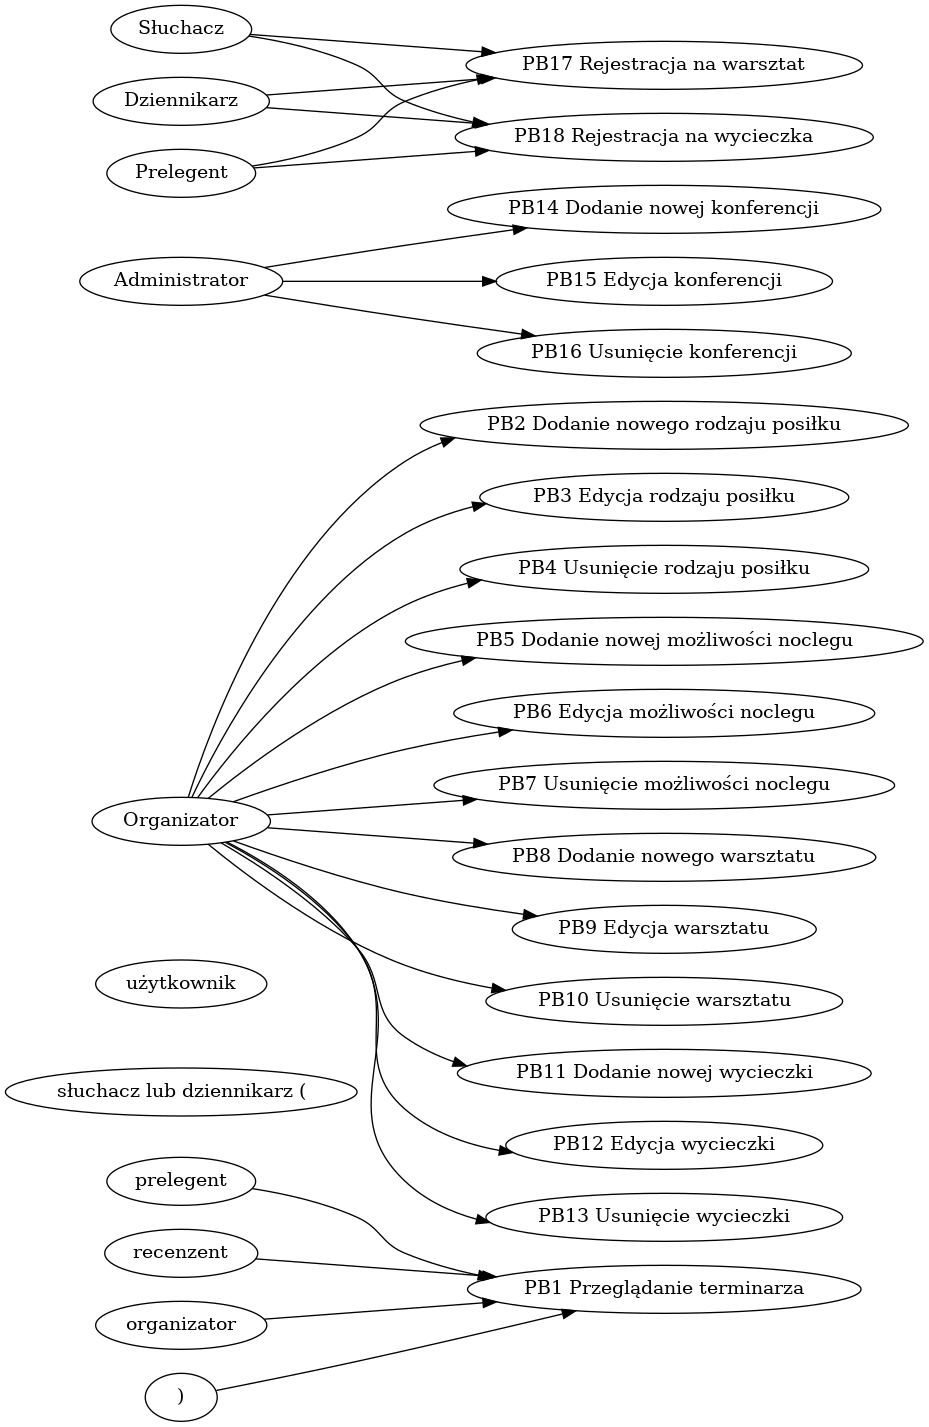 Słuchacz
PB17 Rejestracja na warsztat
Dziennikarz
PB18 Rejestracja na wycieczka
Prelegent
PB14 Dodanie nowej konferencji
Administrator
PB15 Edycja konferencji
PB16 Usunięcie konferencji
PB2 Dodanie nowego rodzaju posiłku
PB3 Edycja rodzaju posiłku
PB4 Usunięcie rodzaju posiłku
PB5 Dodanie nowej możliwości noclegu
PB6 Edycja możliwości noclegu
PB7 Usunięcie możliwości noclegu
Organizator
PB8 Dodanie nowego warsztatu
PB9 Edycja warsztatu
użytkownik
PB10 Usunięcie warsztatu
PB11 Dodanie nowej wycieczki
słuchacz lub dziennikarz (
PB12 Edycja wycieczki
prelegent
PB13 Usunięcie wycieczki
recenzent
PB1 Przeglądanie terminarza
organizator
)